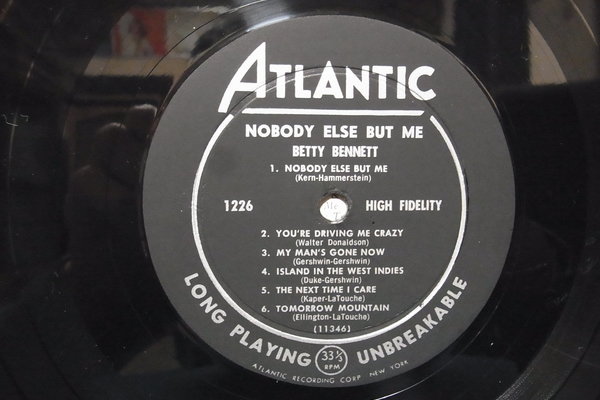 ATLANTIC
NOBODY ELSE BUT ME
BETTY BENNETT
1. NOBODY ELSE BUT ME
(Kern-Hammerstein)
1226 HIGH FIDELITY
2. YOU'RE DRIVING ME CRAZY
(Walter Donaldson)
3. MY MAN'S GONE NOW
(Gershwin-Gershwin)
4. ISLAND IN THE WEST INDIES
(Duke-Gershwin)
5. THE NEXT TIME I CARE
(Kaper-LaTouche)
6. TOMORROW MOUNTAIN
(Ellington-LaTouche)
(11346)
LONG PLAYING 33 1/3 RPM UNBREAKABLE
ATLANTIC RECORDING CORP NEW YORK